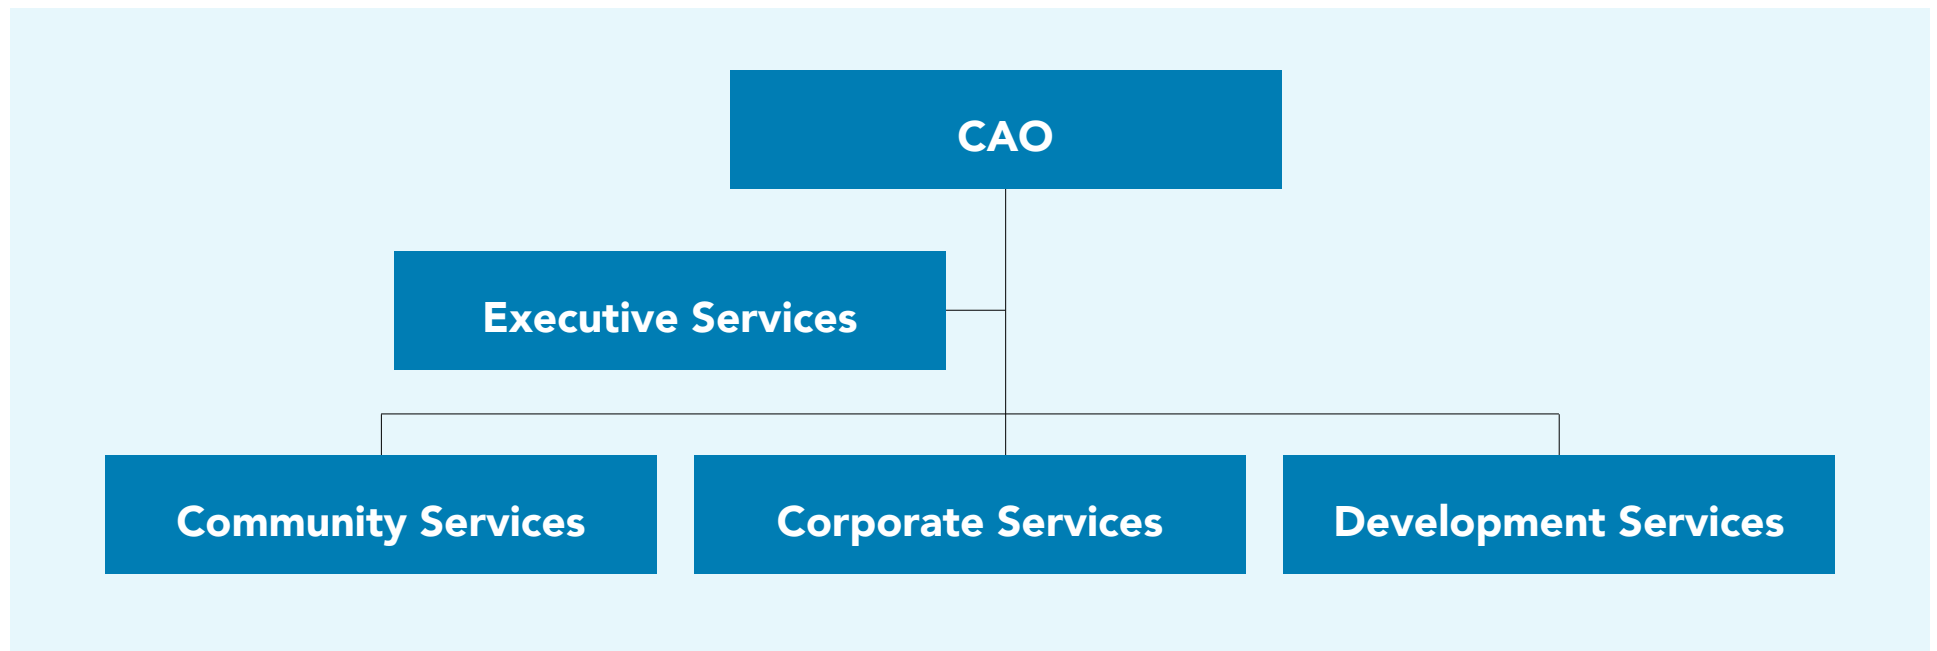 CAO
Executive Services
Community Services
Corporate Services
Development Services